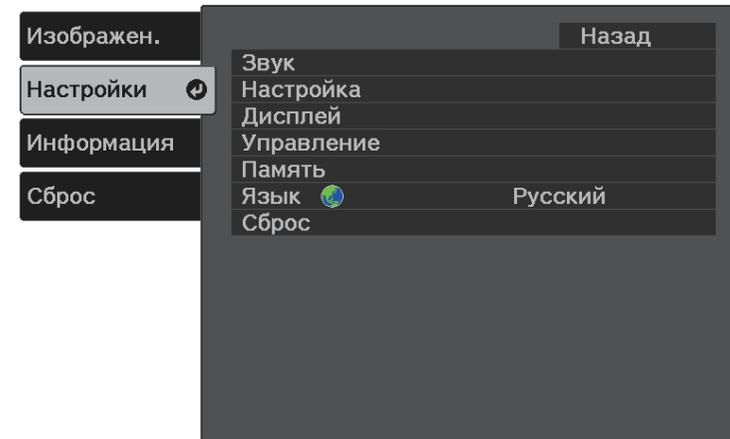 Изображен.
Настройки
Информация
Сброс
Назад
Звук
Настройка
Дисплей
Управление
Память
Язык Русский
Сброс